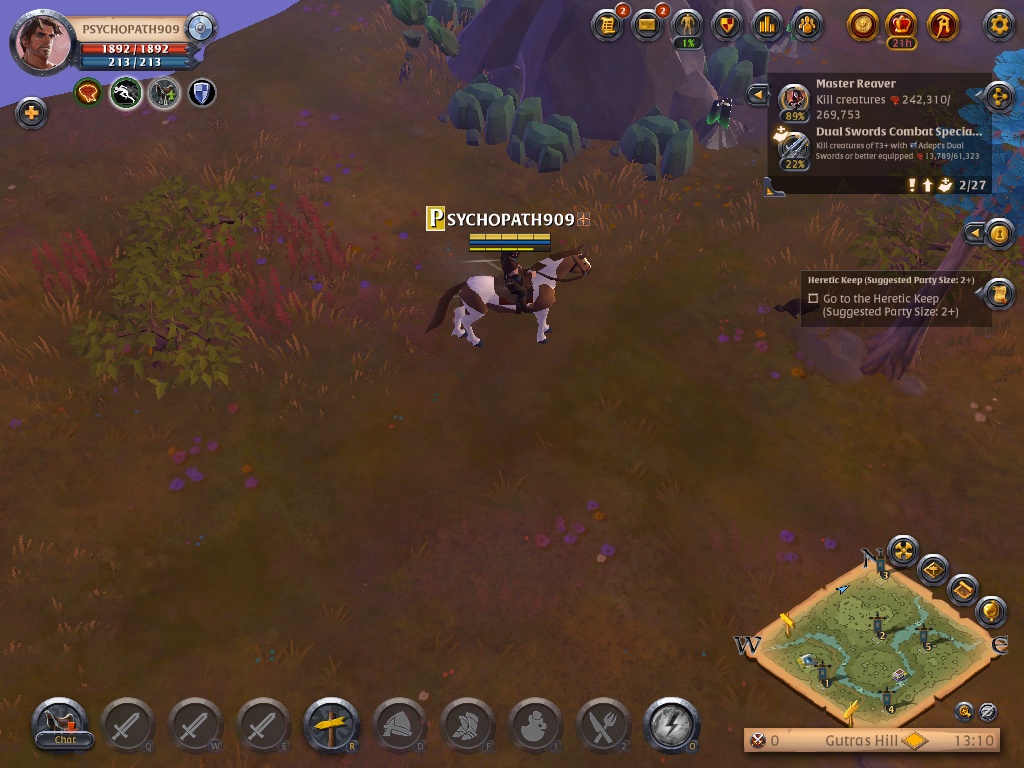 PSYCHOPATH909
1892 / 1892
213 / 213
2
2
1%
21h
Master Reaver
Kill creatures 242,310/
269,753
89%
Dual Swords Combat Specia...
Kill creatures of T3+ with Adept's Dual
Swords or better equipped 13,789/61,323
22%
2/27
PSYCHOPATH909
Heretic Keep (Suggested Party Size: 2+)
Go to the Heretic Keep
(Suggested Party Size: 2+)
N
3
2
5
W
E
1
4
Chat
Q
W
E
R
D
F
1
2
O
0
Gutras Hill
13:10